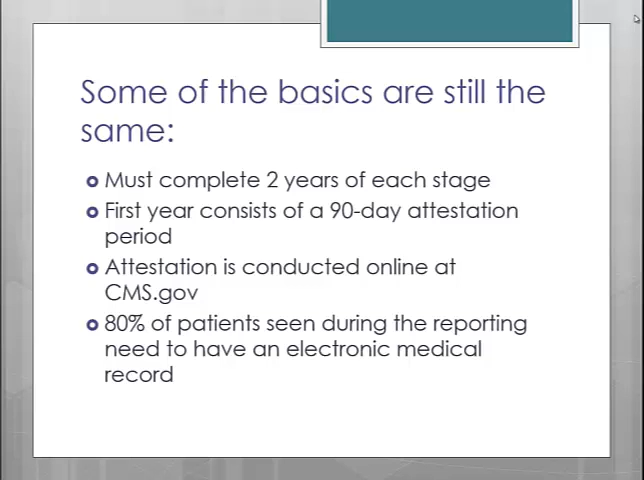 Some of the basics are still the
same:
Must complete 2 years of each stage
First year consists of a 90-day attestation
period
Attestation is conducted online at
CMS.gov
80% of patients seen during the reporting
need to have an electronic medical
record